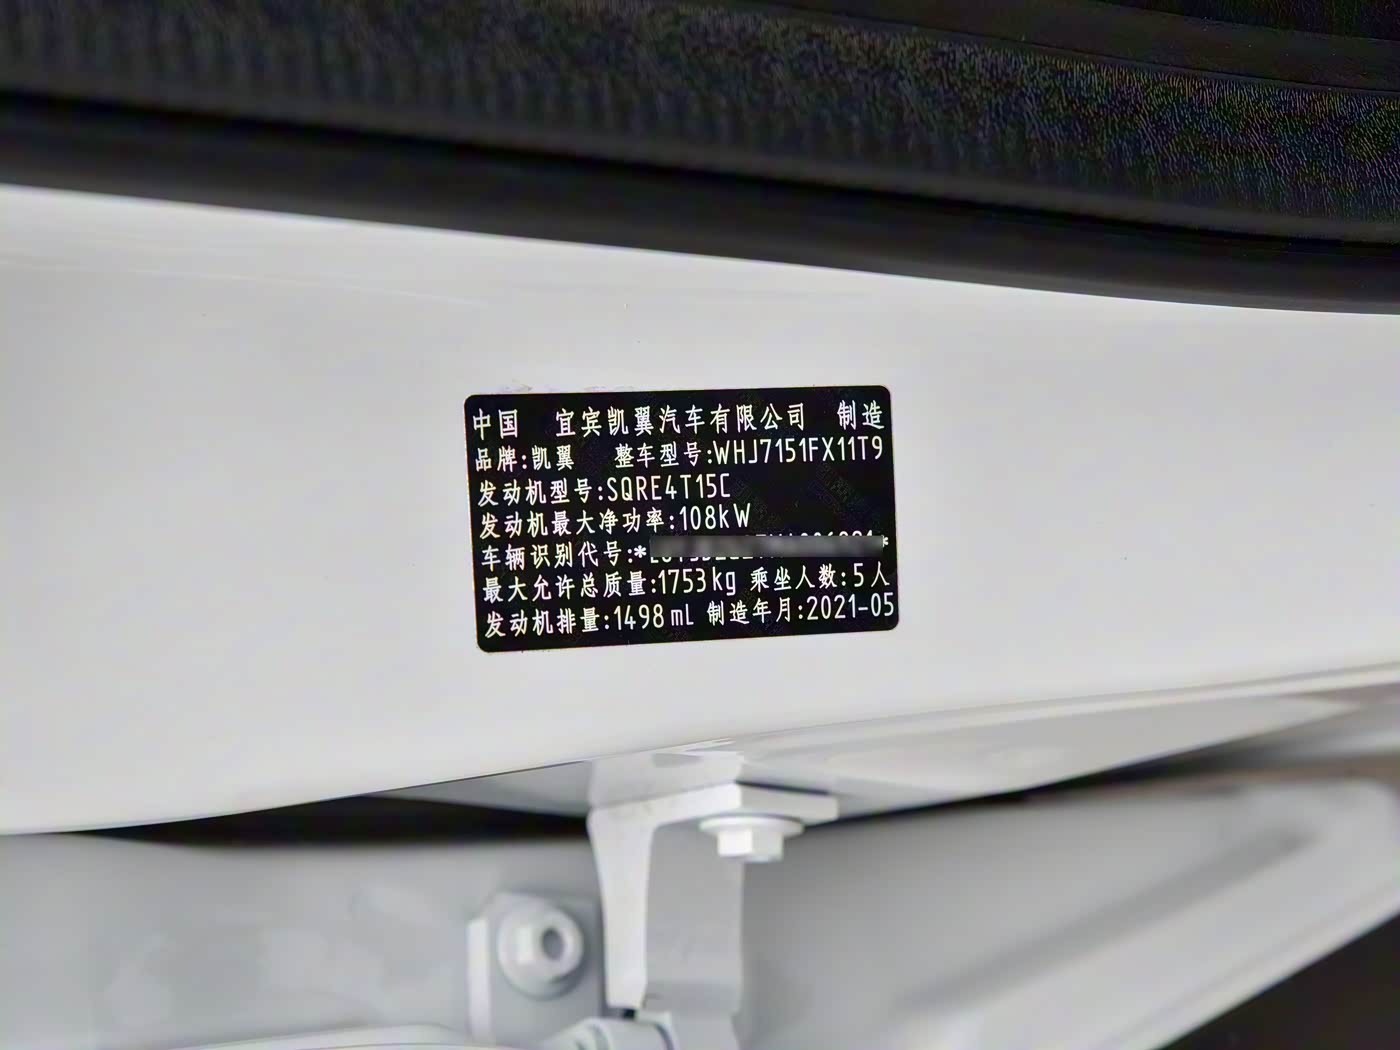 中国 宜宾凯翼汽车有限公司 制造
品牌:凯翼 整车型号:WHJ7151FX11T9
发动机型号:SQRE4T15C
发动机最大净功率:108kW
车辆识别代号:* *
最大允许总质量:1753kg 乘坐人数:5人
发动机排量:1498mL 制造年月:2021-05